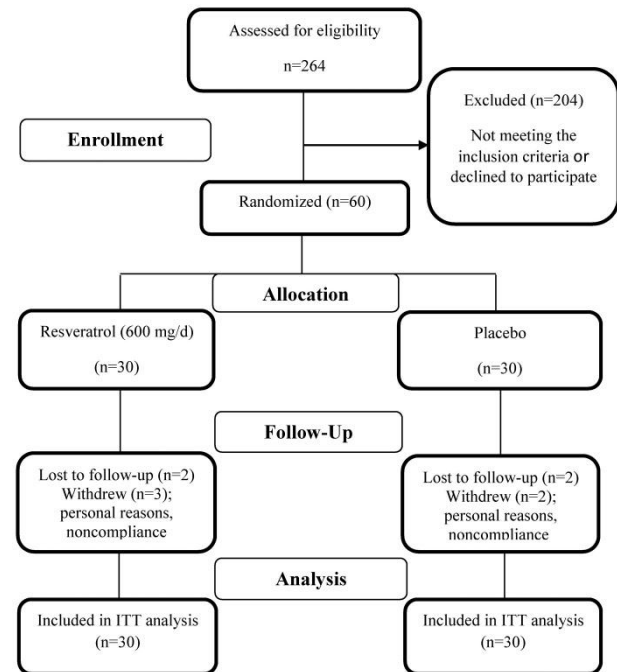 Assessed for eligibility
n=264
Excluded (n=204)
Not meeting the
inclusion criteria or
declined to participate
Enrollment
Randomized (n=60)
Allocation
Resveratrol (600 mg/d)
(n=30)
Placebo
(n=30)
Follow-Up
Lost to follow-up (n=2)
Withdrew (n=3);
personal reasons,
noncompliance
Lost to follow-up (n=2)
Withdrew (n=2);
personal reasons,
noncompliance
Analysis
Included in ITT analysis
(n=30)
Included in ITT analysis
(n=30)